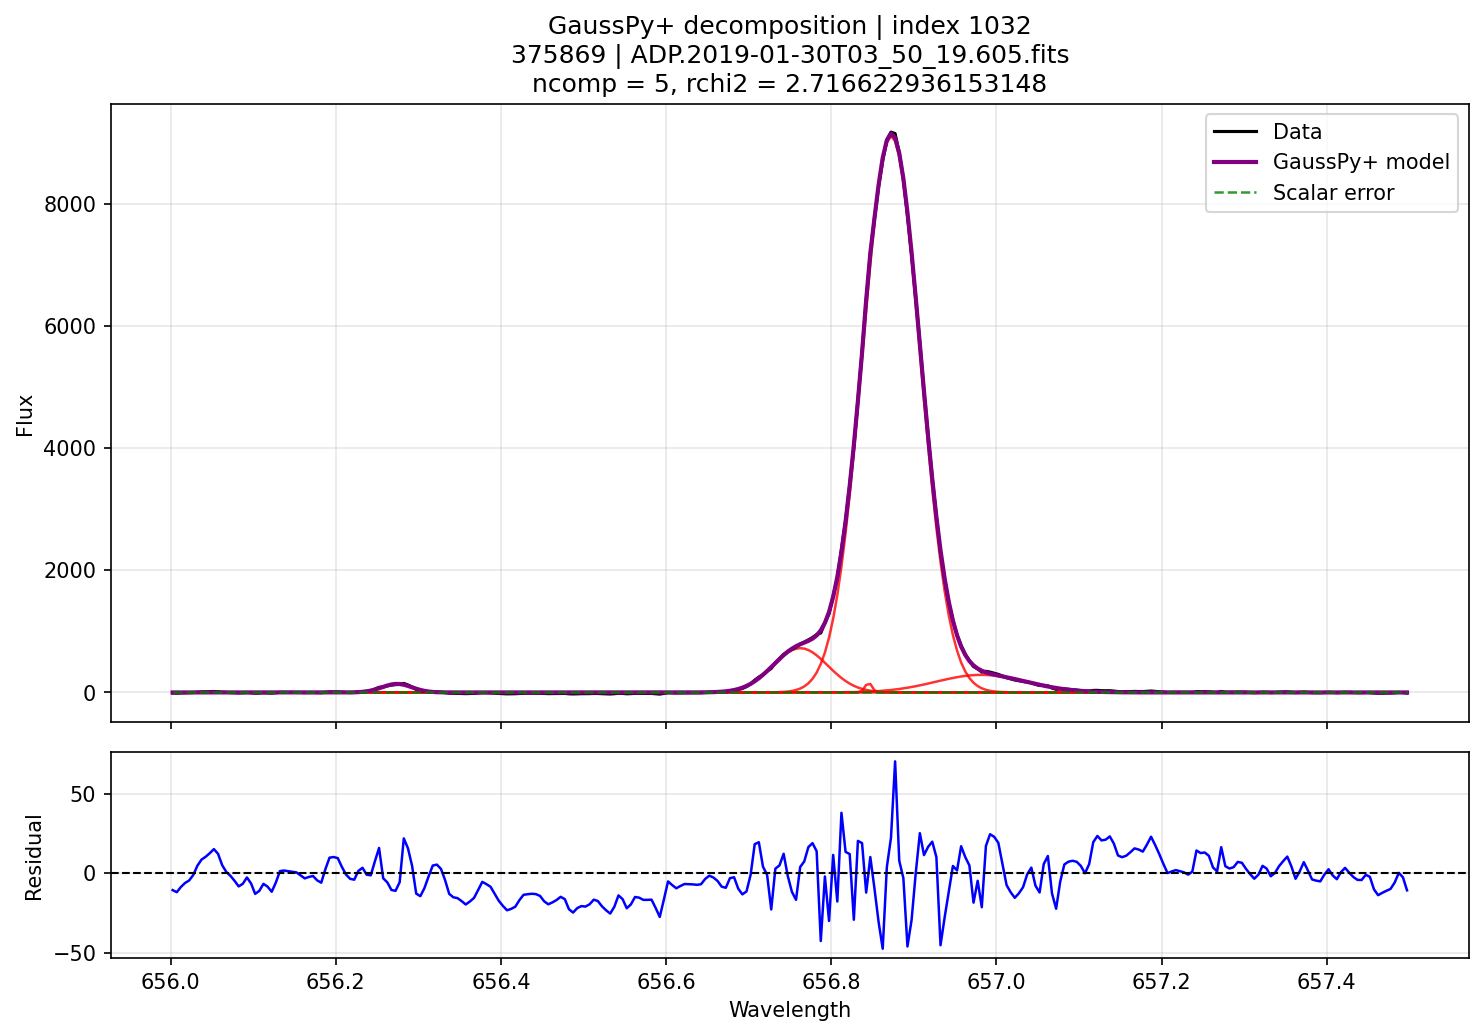 GaussPy+ decomposition | index 1032
375869 | ADP.2019-01-30T03_50_19.605.fits
ncomp = 5, rchi2 = 2.716622936153148
Data
GaussPy+ model
Scalar error
8000
6000
4000
2000
0
Flux
50
0
−50
Residual
656.0
656.2
656.4
656.6
656.8
657.0
657.2
657.4
Wavelength